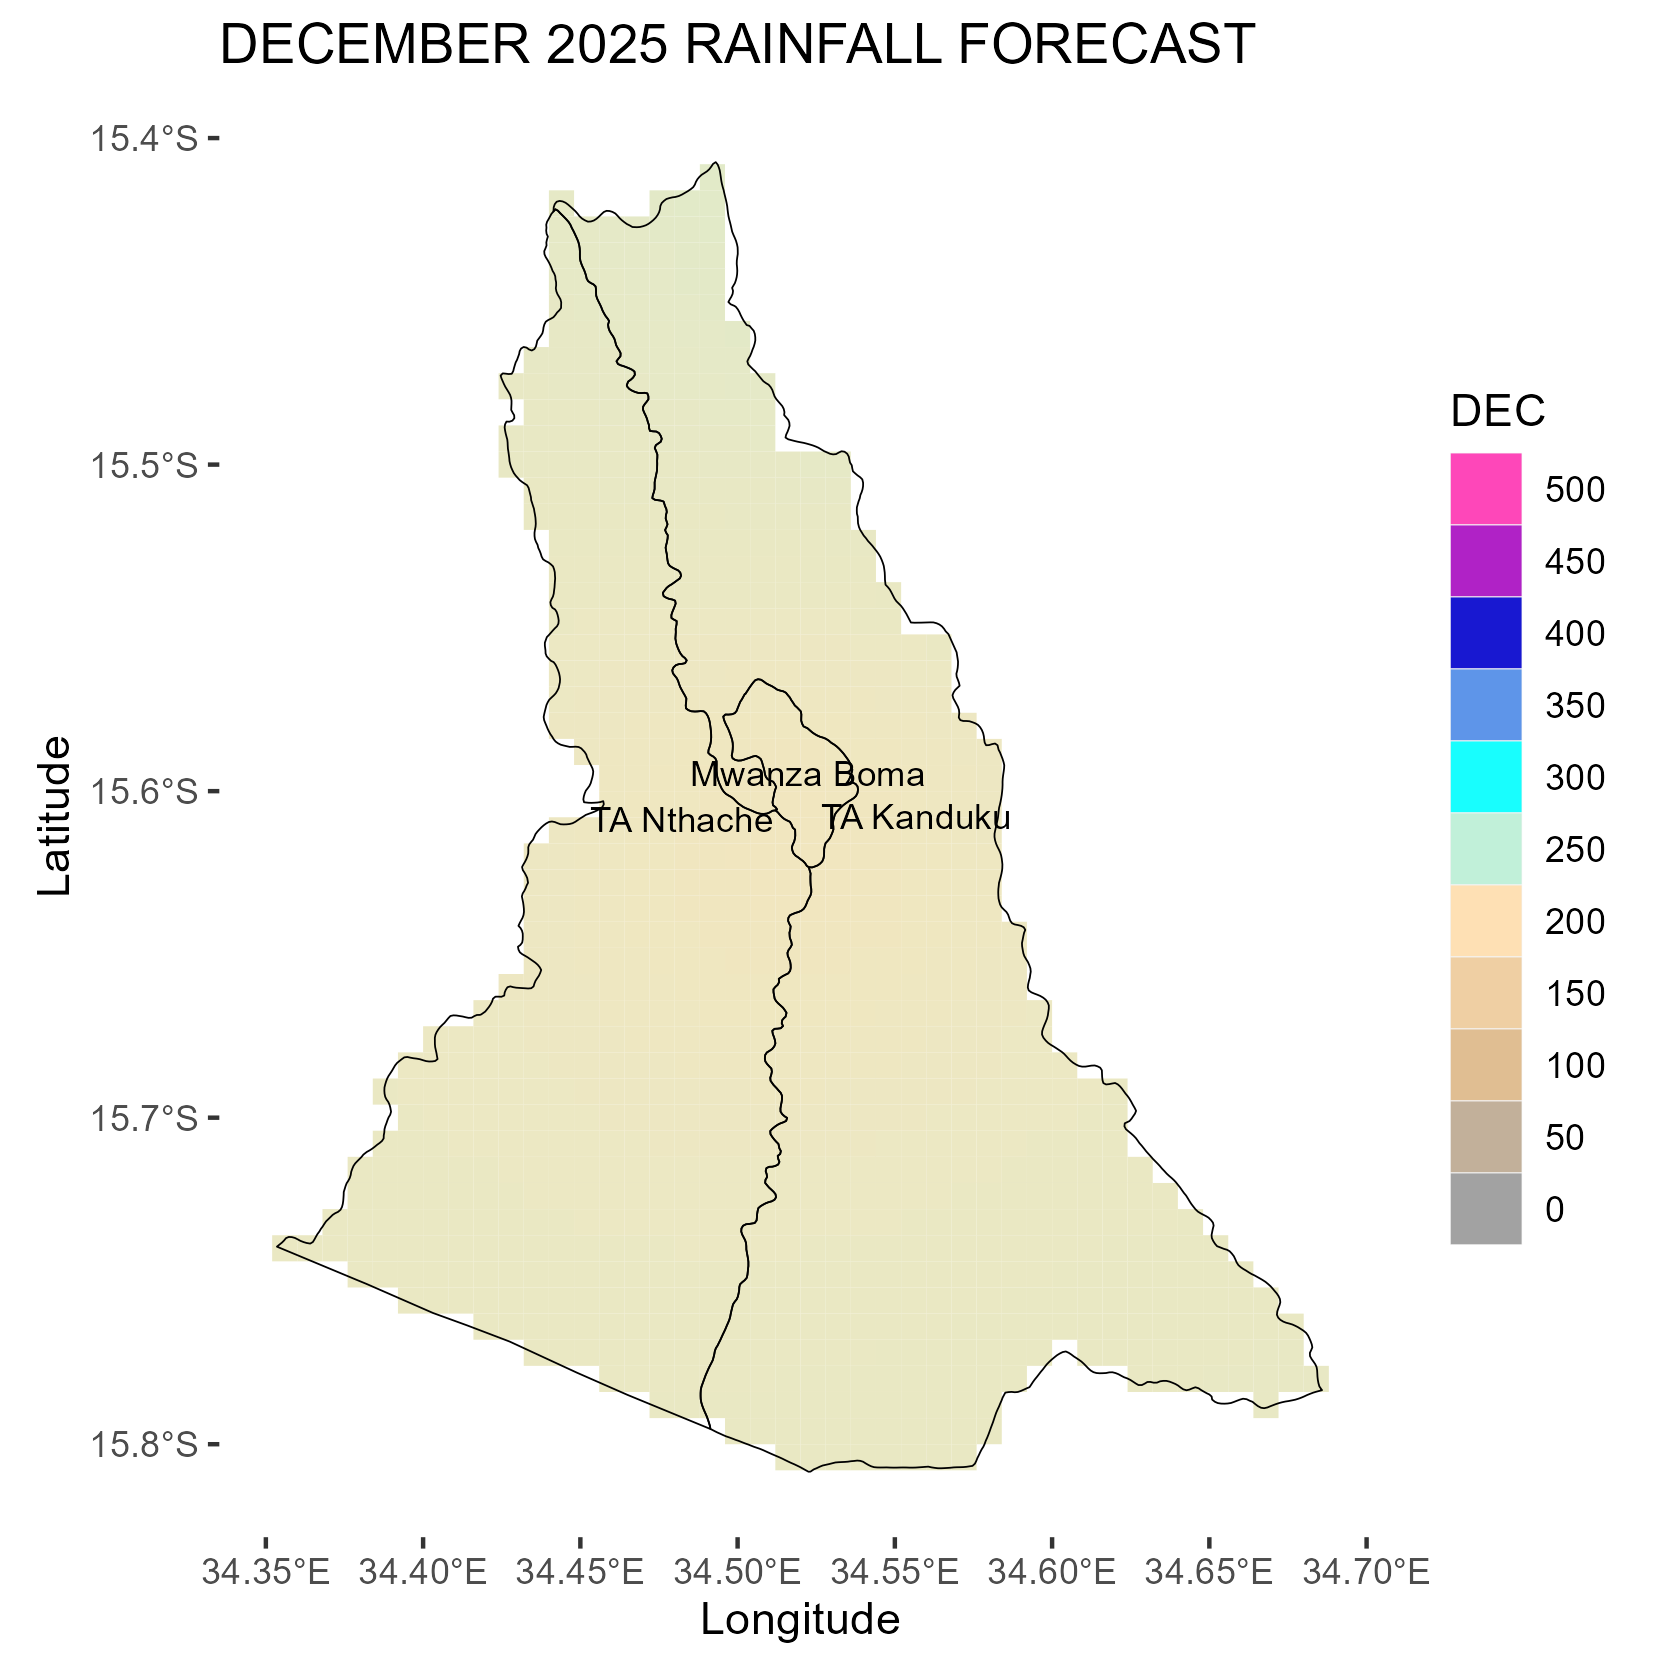 DECEMBER 2025 RAINFALL FORECAST
15.4°S
15.5°S
15.6°S
15.7°S
15.8°S
Latitude
Mwanza Boma
TA Nthache
TA Kanduku
34.35°E
34.40°E
34.45°E
34.50°E
34.55°E
34.60°E
34.65°E
34.70°E
Longitude
DEC
500
450
400
350
300
250
200
150
100
50
0